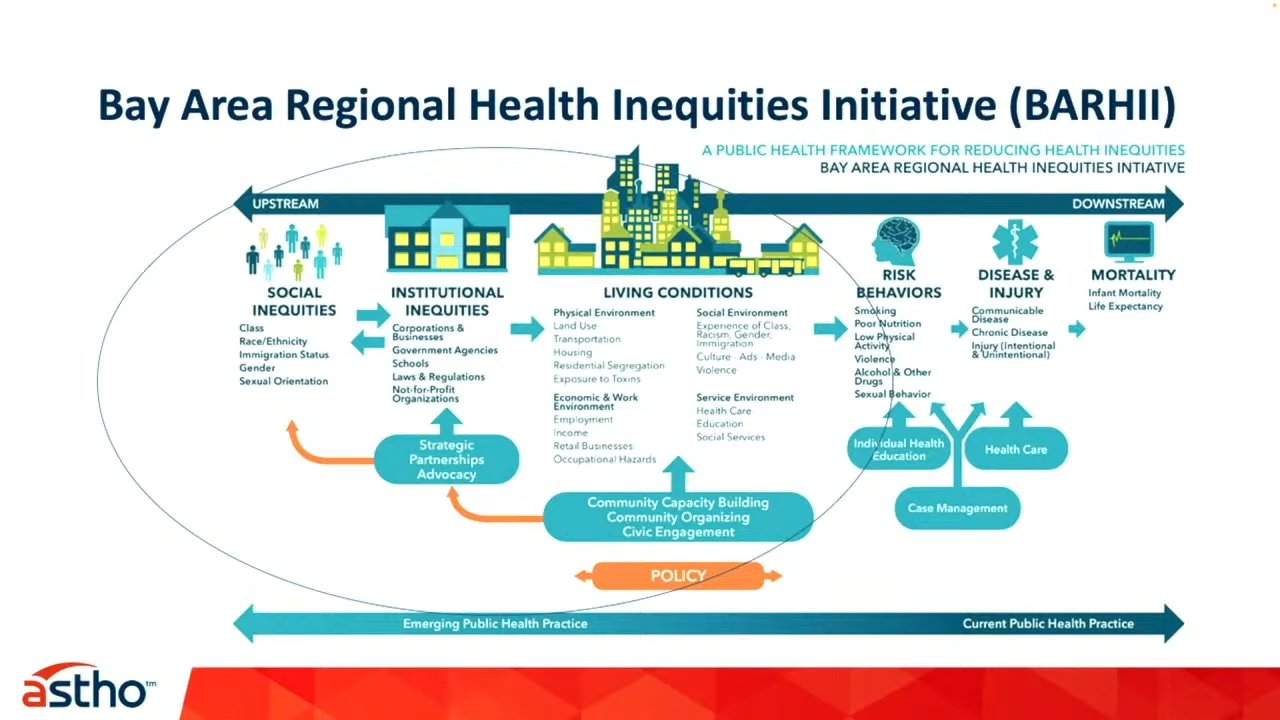 Bay Area Regional Health Inequities Initiative (BARHII)
A PUBLIC HEALTH FRAMEWORK FOR REDUCING HEALTH INEQUITIES
BAY AREA REGIONAL HEALTH INEQUITIES INTIATIVE
UPSTREAM
DOWNSTREAM
SOCIAL
INEQUITIES
Class
Race/Ethnicity
Immigration Status
Gender
Sexual Orientation
INSTITUTIONAL
INEQUITIES
Corporations &
Businesses
Government Agencies
Schools
Laws & Regulations
Not-for-Profit
Organizations
LIVING CONDITIONS
Physical Environment
Land Use
Transportation
Housing
Residential Segregation
Exposure to Toxins
Economic & Work
Environment
Employment
Income
Retail Businesses
Occupational Hazards
Social Environment
Experience of Class,
Racism, Gender,
Immigration
Culture - Ads - Media
Violence
Service Environment
Health Care
Education
Social Services
RISK
BEHAVIORS
Smoking
Poor Nutrition
Low Physical
Activity
Violence
Alcohol & Other
Drugs
Sexual Behavior
DISEASE &
INJURY
Communicable
Disease
Chronic Disease
Injury (Intentional
& Unintentional)
MORTALITY
Infant Mortality
Life Expectancy
Strategic
Partnerships
Advocacy
Community Capacity Building
Community Organizing
Civic Engagement
Individual Health
Education
Health Care
Case Management
POLICY
Emerging Public Health Practice
Current Public Health Practice
astho™